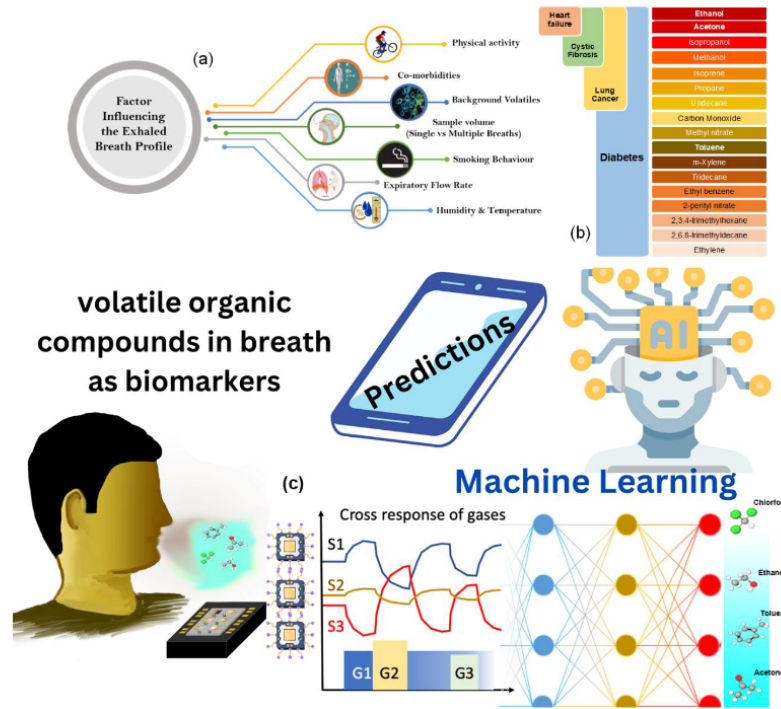 (a)
Factor
Influencing
the Exhaled
Breath Profile
Physical activity
Co-morbidities
Background Volatiles
Sample volume
(Single vs Multiple Breaths)
Smoking Behaviour
Expiratory Flow Rate
Humidity & Temperature
Heart
failure
Cystic
Fibrosis
Lung
Cancer
Diabetes
Ethanol
Acetone
isopropanol
Methanol
Isoprene
Propane
Undecane
Carbon Monoxide
Methyl nitrate
Toluene
m-Xylene
Tridecane
Ethyl benzene
2-pentyl nitrate
2,3,4-trimethylhexane
2,6,8-trimethyldecane
Ethylene
(b)
volatile organic
compounds in breath
as biomarkers
Predictions
AI
Machine Learning
(c)
Cross response of gases
S1
S2
S3
G1
G2
G3
Chlorfo
Ethano
Tolue
Acetone